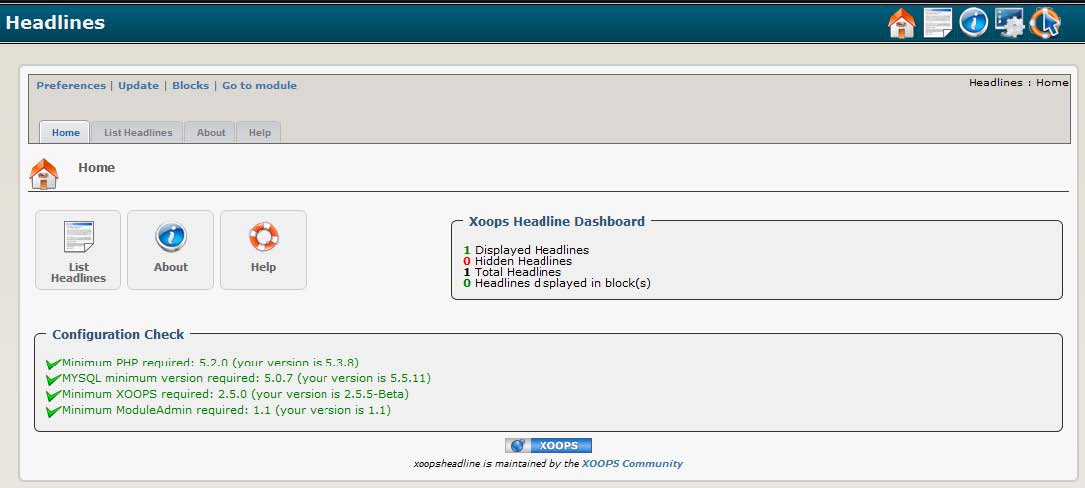 Headlines
Preferences | Update | Blocks | Go to module
Headlines : Home
Home
List Headlines
About
Help
Home
List
Headlines
About
Help
Xoops Headline Dashboard
1 Displayed Headlines
0 Hidden Headlines
1 Total Headlines
0 Headlines displayed in block(s)
Configuration Check
Minimum PHP required: 5.2.0 (your version is 5.3.8)
MYSQL minimum version required: 5.0.7 (your version is 5.5.11)
Minimum XOOPS required: 2.5.0 (your version is 2.5.5-Beta)
Minimum ModuleAdmin required: 1.1 (your version is 1.1)
XOOPS
xoopsheadline is maintained by the XOOPS Community